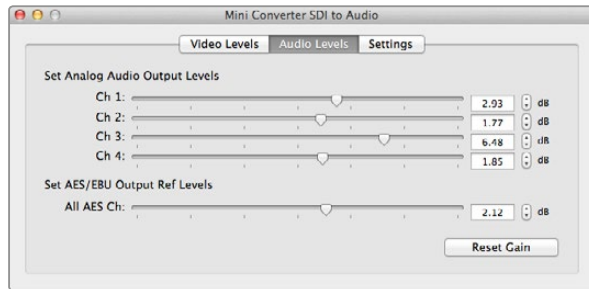 Mini Converter SDI to Audio
Video Levels Audio Levels Settings
Set Analog Audio Output Levels
Ch 1: 2.93 dB
Ch 2: 1.77 dB
Ch 3: 6.48 dB
Ch 4: 1.85 dB
Set AES/EBU Output Ref Levels
All AES Ch: 2.12 dB
Reset Gain